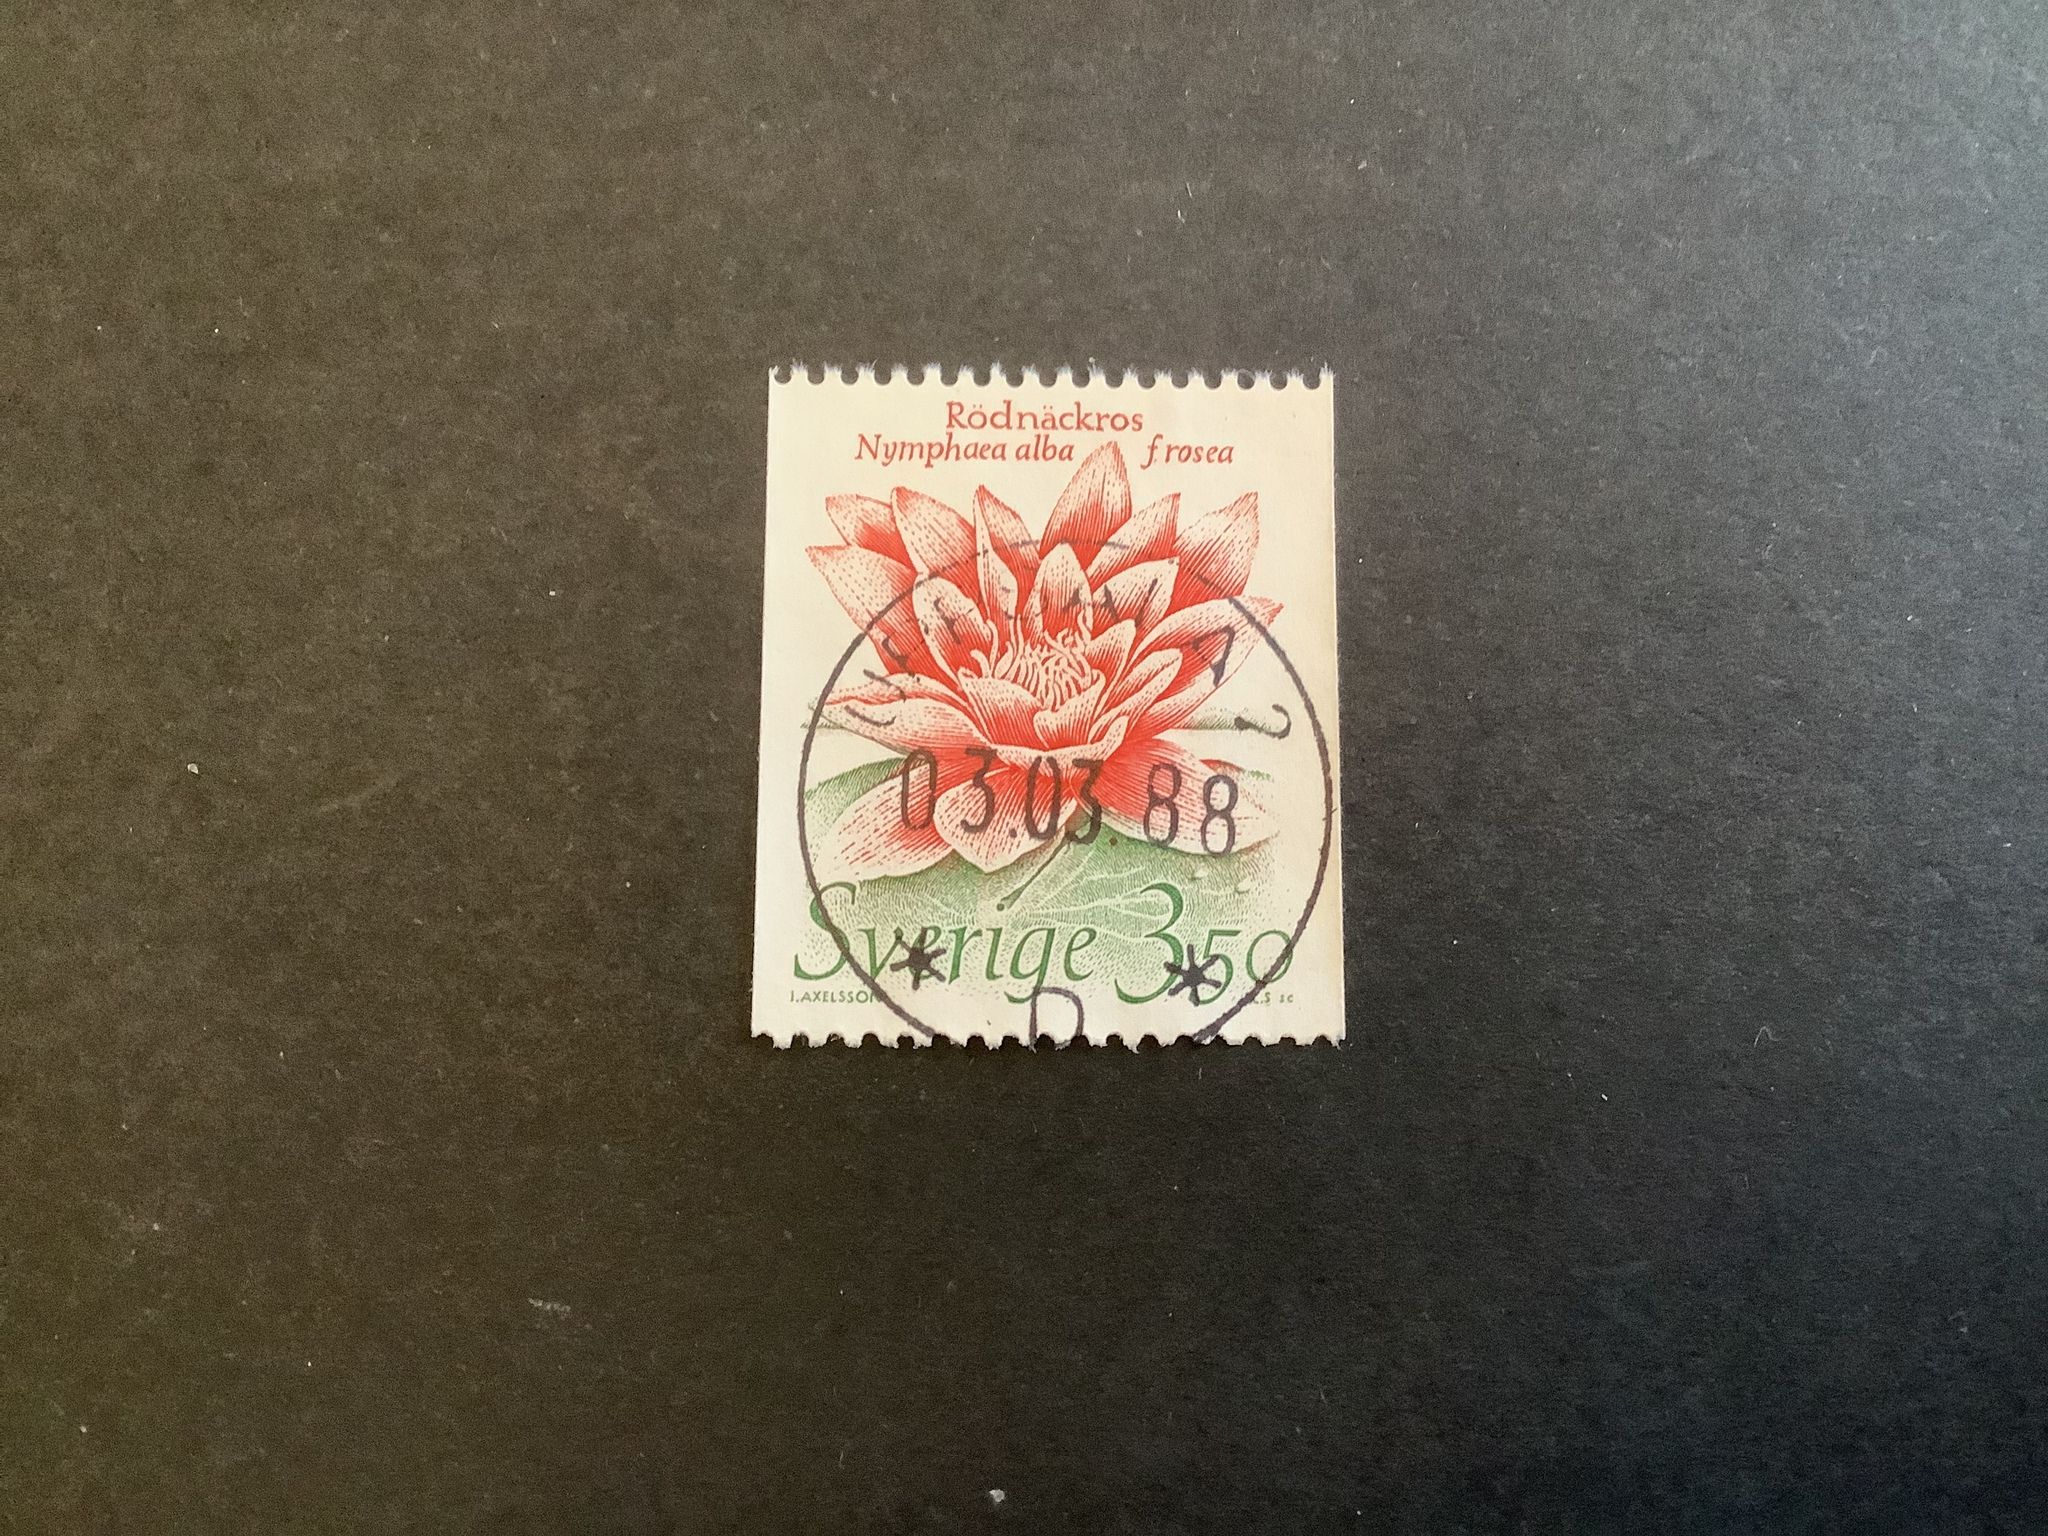 Rödnäckros
Nymphaea alba f rosea
03.03 88
Sverige 3 50
J.AXELSSON
D